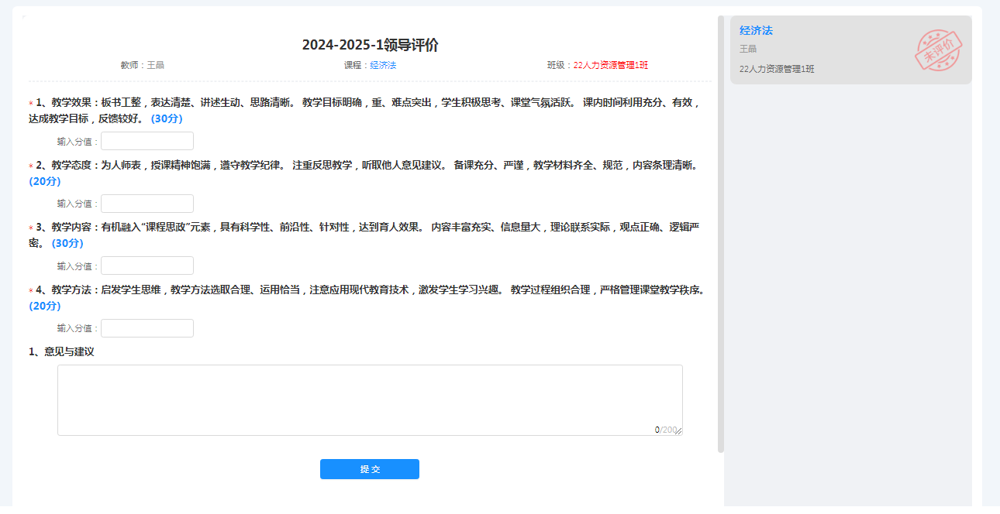 2024-2025-1领导评价
教师：王晶
课程：经济法
班级：22人力资源管理1班
* 1、教学效果：板书工整，表达清楚、讲述生动、思路清晰。 教学目标明确，重、难点突出，学生积极思考、课堂气氛活跃。 课内时间利用充分、有效，
达成教学目标，反馈较好。 (30分)
输入分值：
* 2、教学态度：为人师表，授课精神饱满，遵守教学纪律。 注重反思教学，听取他人意见建议。 备课充分、严谨，教学材料齐全、规范，内容条理清晰。
(20分)
输入分值：
* 3、教学内容：有机融入“课程思政”元素，具有科学性、前沿性、针对性，达到育人效果。 内容丰富充实、信息量大，理论联系实际，观点正确、逻辑严
密。 (30分)
输入分值：
* 4、教学方法：启发学生思维，教学方法选取合理、运用恰当，注意应用现代教育技术，激发学生学习兴趣。 教学过程组织合理，严格管理课堂教学秩序。
(20分)
输入分值：
1、意见与建议
0/200
提 交
经济法
王晶
22人力资源管理1班
未评价